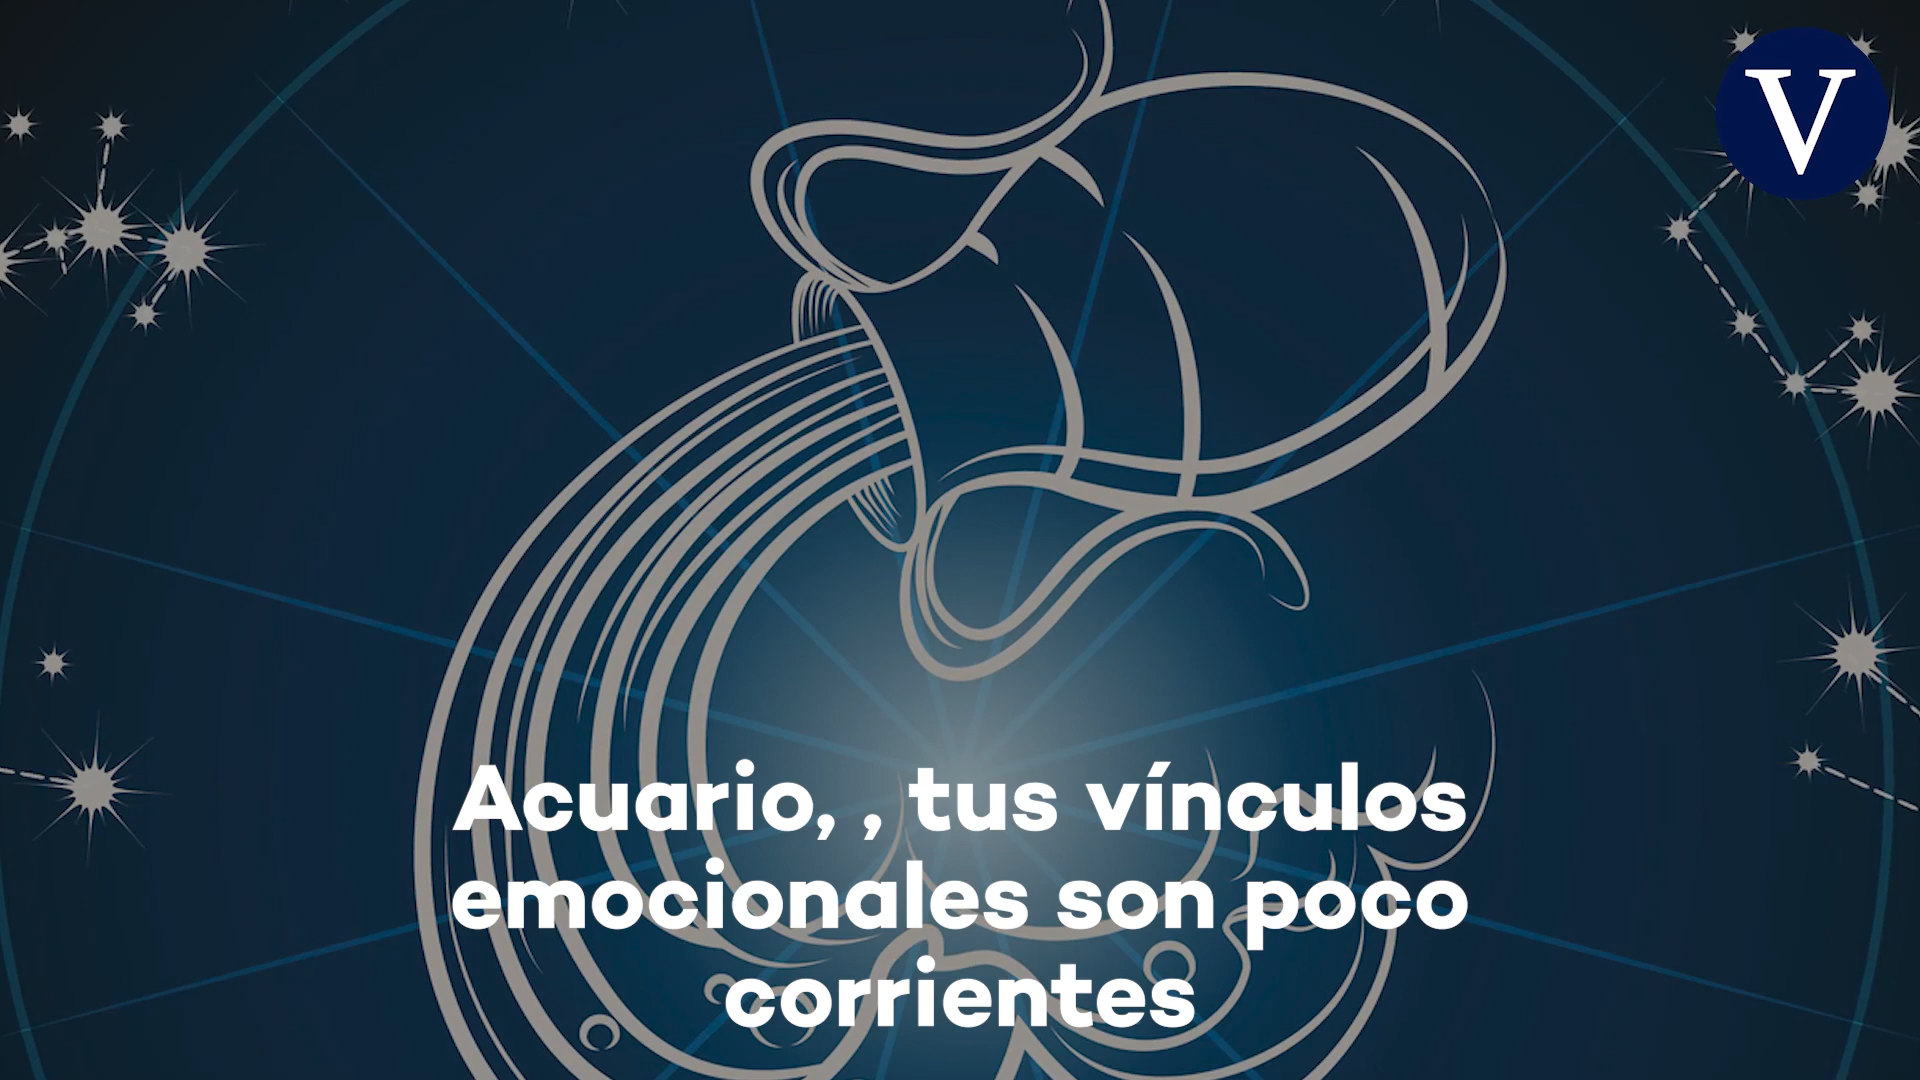 V
Acuario, , tus vínculos
emocionales son poco
corrientes